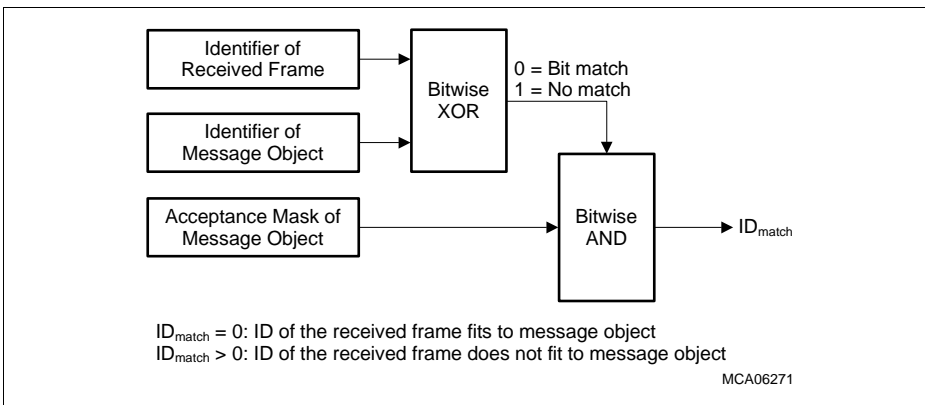 Identifier of
Received Frame
Bitwise
XOR
0 = Bit match
1 = No match
Identifier of
Message Object
Acceptance Mask of
Message Object
Bitwise
AND
IDmatch
IDmatch = 0: ID of the received frame fits to message object
IDmatch > 0: ID of the received frame does not fit to message object
MCA06271